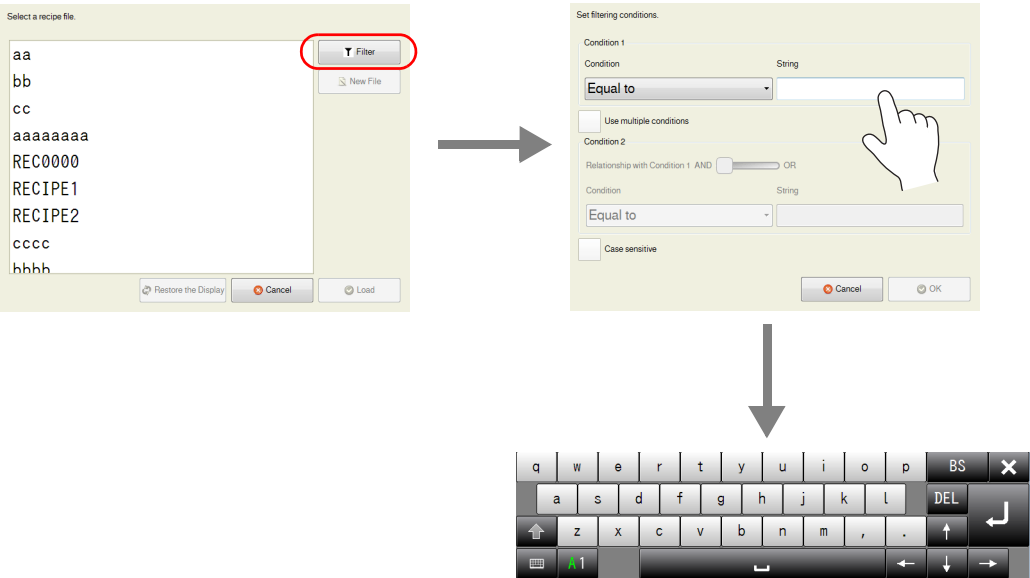 Select a recipe file.
aa
bb
cc
aaaaaaaa
REC0000
RECIPE1
RECIPE2
cccc
bbbb
Filter
New File
Restore the Display
Cancel
Load
Set filtering conditions.
Condition 1
Condition String
Equal to
Use multiple conditions
Condition 2
Relationship with Condition 1 AND OR
Condition String
Equal to
Case sensitive
Cancel OK
q w e r t y u i o p BS
a s d f g h j k l DEL
z x c v b n m , .
A1